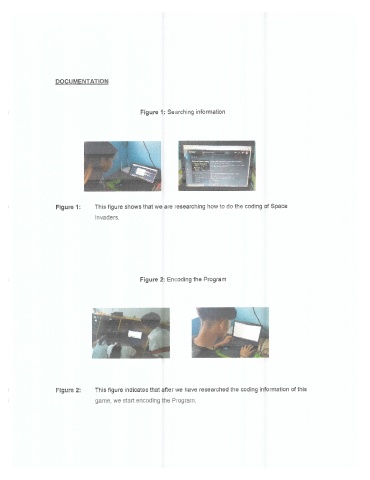 DOCUMENTATION
Figure 1: Searching information
Figure 1: This figure shows that we are researching how to do the coding of Space
Invaders.
Figure 2: Encoding the Program
Figure 2: This figure indicates that after we have researched the coding information of this
game, we start encoding the Program.